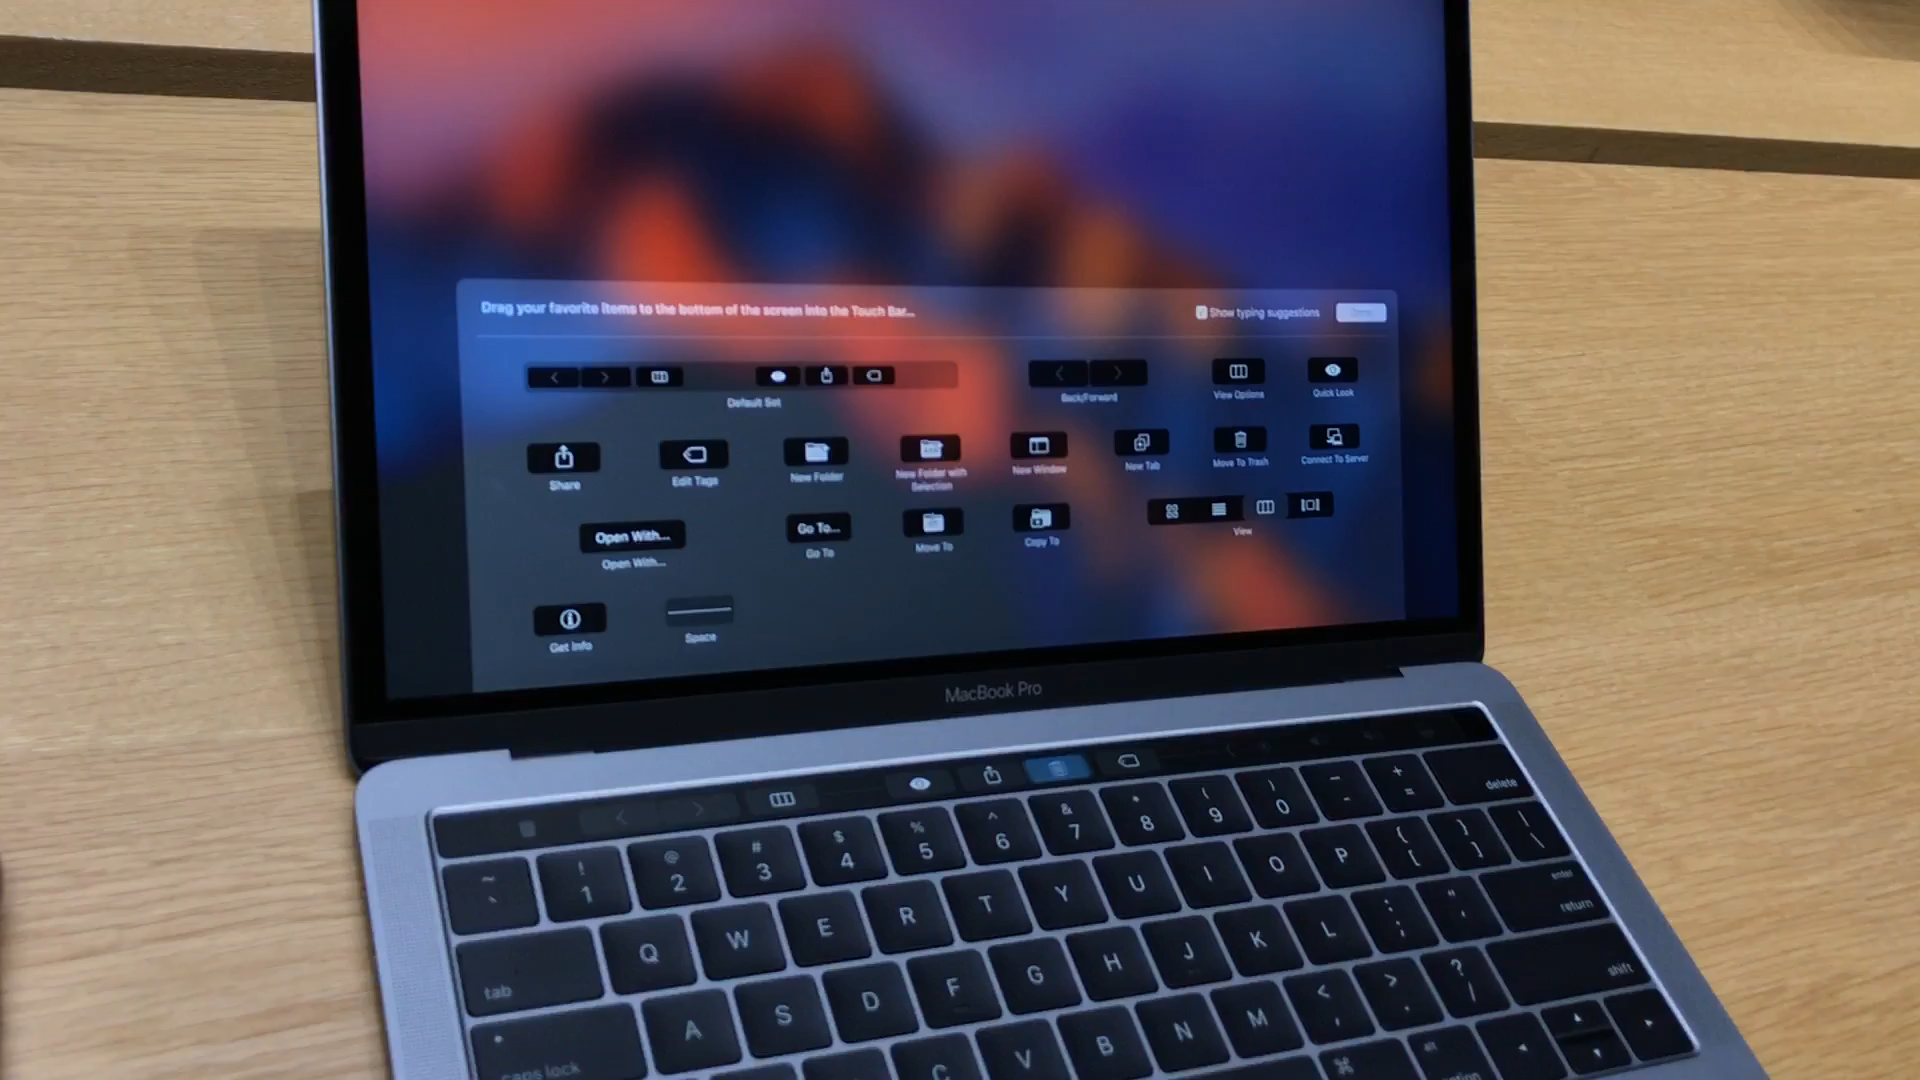 Drag your favorite items to the bottom of the screen into the Touch Bar...
Show typing suggestions
Default Set
Back/Forward
View Options
Quick Look
Share
Edit Tags
New Folder
New Folder with
Selection
New Window
New Tab
Move To Trash
Connect To Server
Open With...
Open With...
Go To...
Go To
Move To
Copy To
View
Get Info
Space
MacBook Pro
~ ! @ # $ % ^ & * ( ) _ +
` 1 2 3 4 5 6 7 8 9 0 - = delete
tab Q W E R T Y U I O P { [ } ] | \
caps lock A S D F G H J K L : ; " ' enter return
C V B N M < , > . ? / shift
⌘ alt option